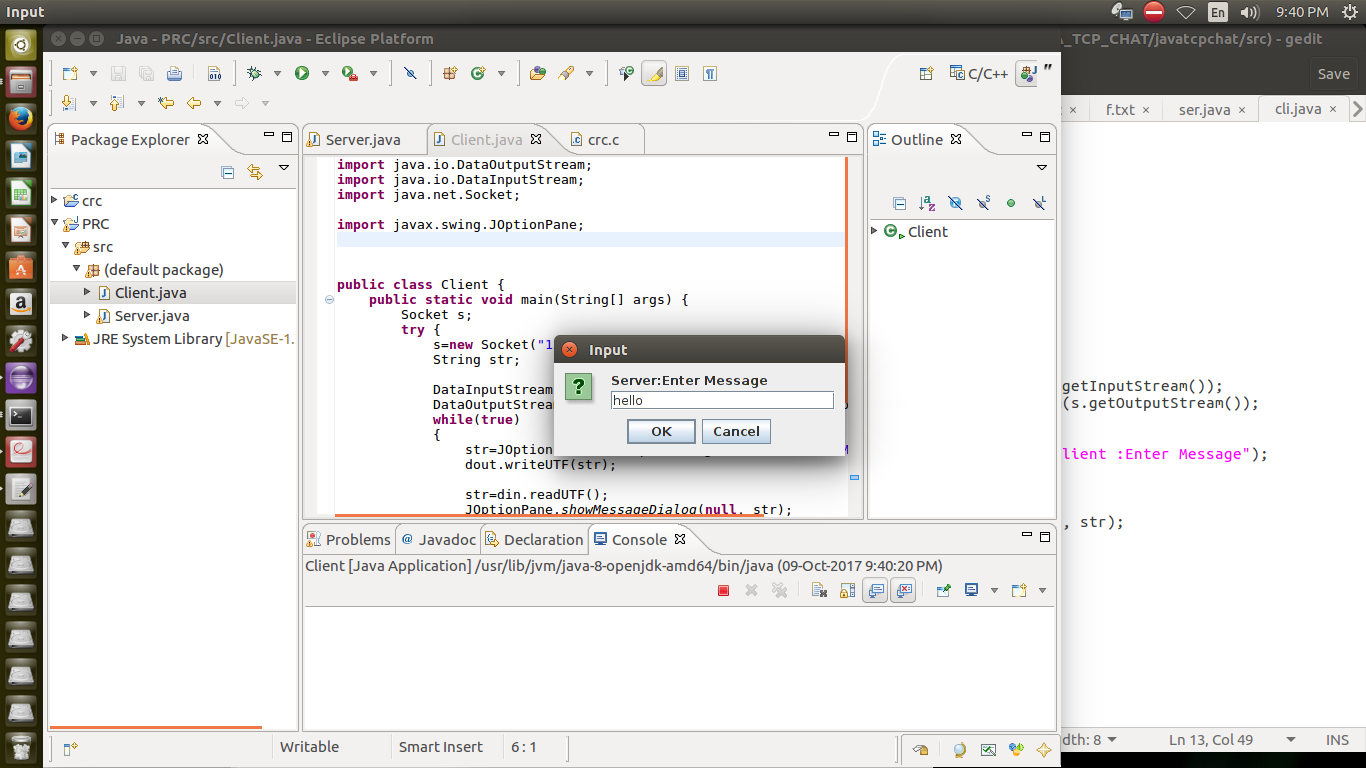 Input
En
9:40 PM
Java - PRC/src/Client.java - Eclipse Platform
_TCP_CHAT/javatcpchat/src) - gedit
C/C++
Save
f.txt
ser.java
cli.java
Package Explorer
Server.java
Client.java
crc.c
Outline
crc
PRC
src
(default package)
Client.java
Server.java
JRE System Library [JavaSE-1.
import java.io.DataOutputStream;
import java.io.DataInputStream;
import java.net.Socket;
import javax.swing.JOptionPane;
public class Client {
public static void main(String[] args) {
Socket s;
try {
s=new Socket("1
String str;
DataInputStream
DataOutputStrea
while(true)
{
str=JOption
dout.writeUTF(str);
str=din.readUTF();
JOptionPane.showMessageDialog(null, str);
Client
Input
Server:Enter Message
hello
OK
Cancel
getInputStream());
(s.getOutputStream());
lient :Enter Message");
, str);
Problems
@ Javadoc
Declaration
Console
Client [Java Application] /usr/lib/jvm/java-8-openjdk-amd64/bin/java (09-Oct-2017 9:40:20 PM)
Writable
Smart Insert
6 : 1
dth: 8
Ln 13, Col 49
INS